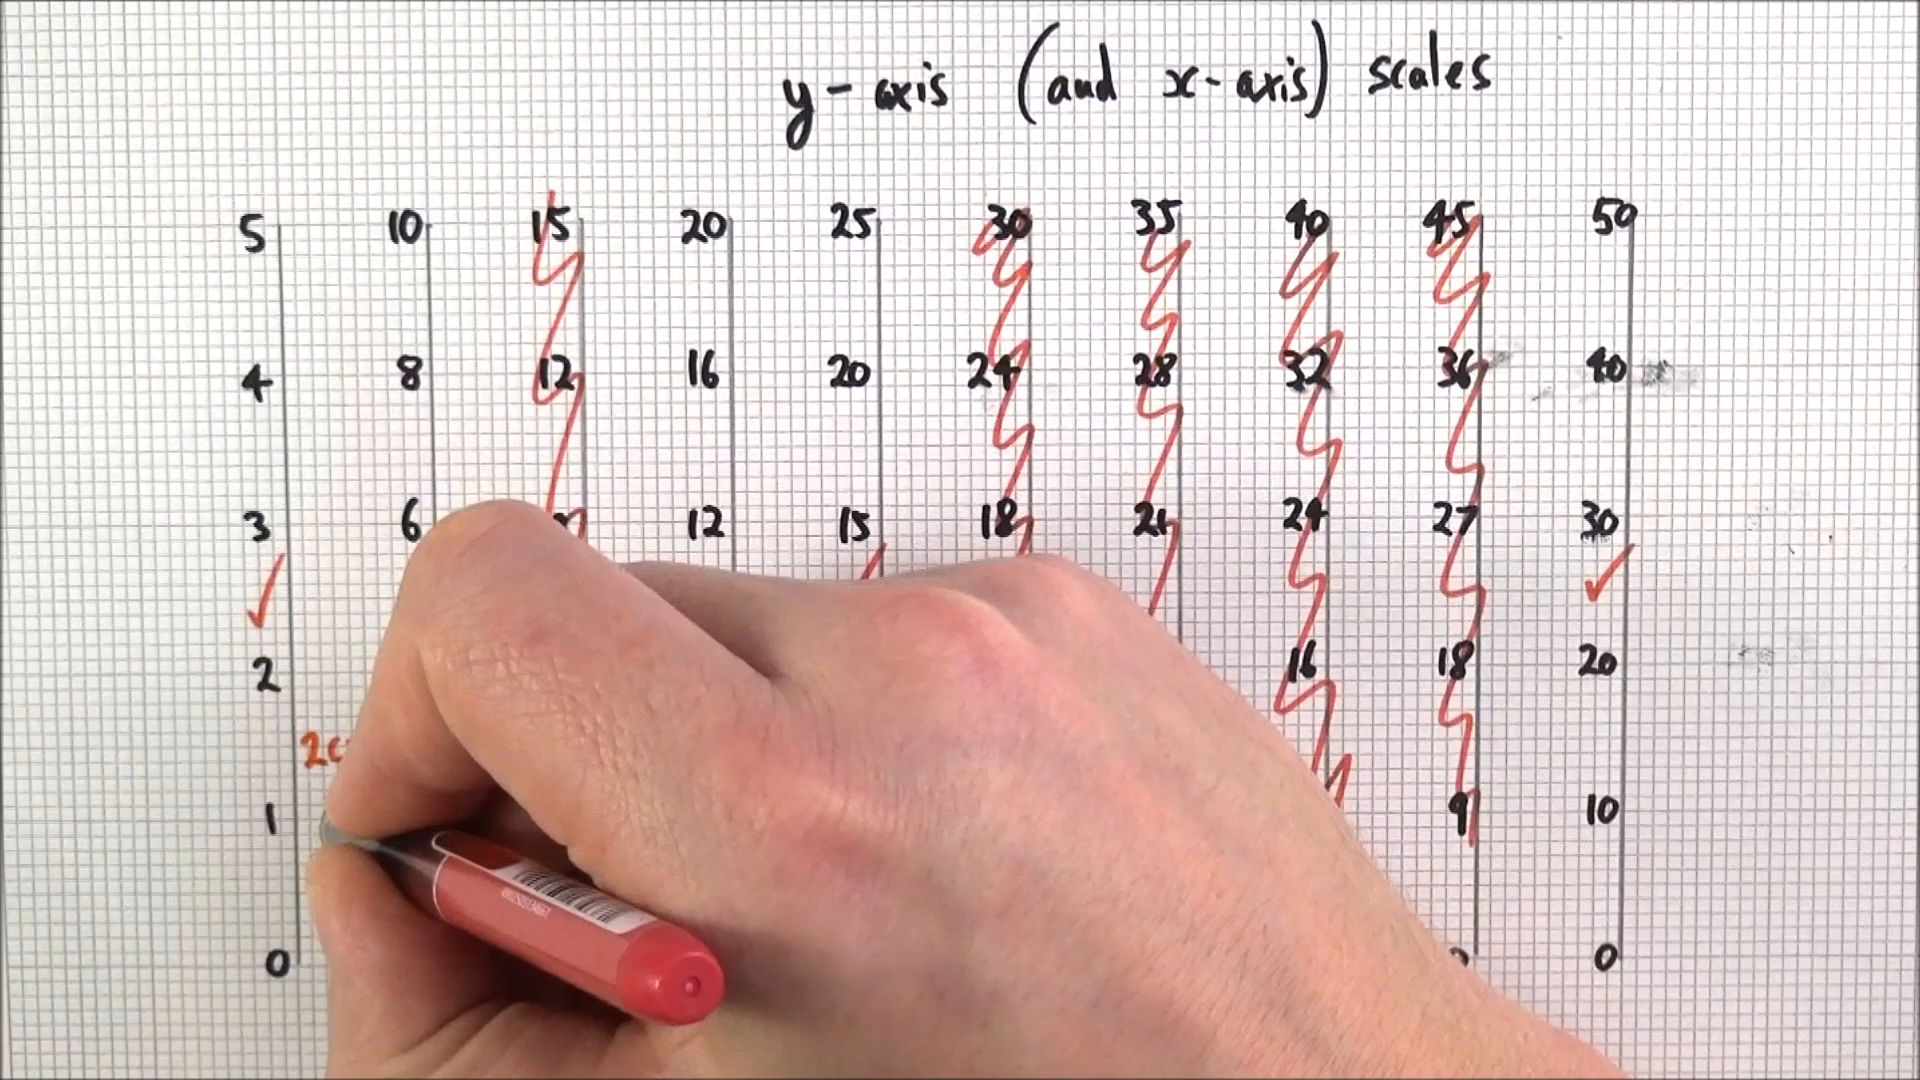 y-axis (and x-axis) scales
5 10 15 20 25 30 35 40 45 50
4 8 12 16 20 24 28 32 36 40
3 6 12 15 18 21 24 27 30
2 16 18 20
1 9 10
0 0